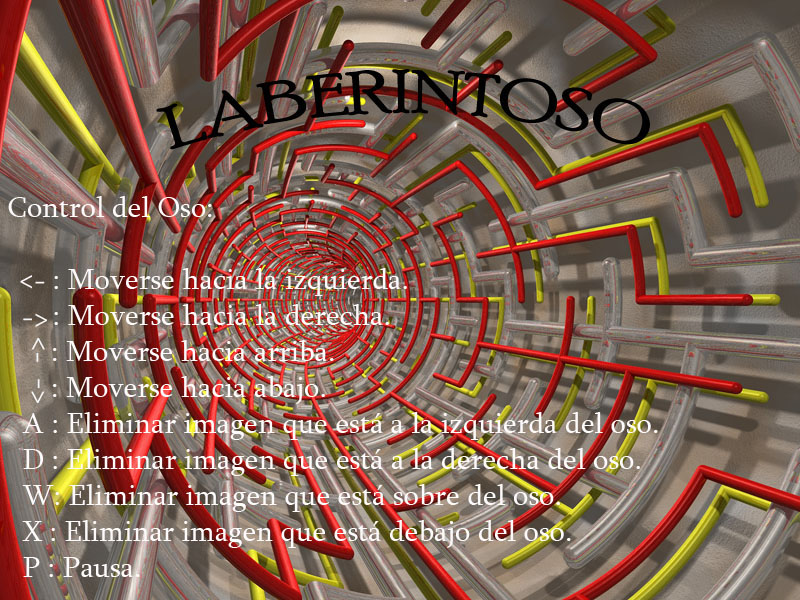 LABERINTOSO
Control del Oso:
<- : Moverse hacia la izquierda.
-> : Moverse hacia la derecha.
^ : Moverse hacia arriba.
v : Moverse hacia abajo.
A : Eliminar imagen que está a la izquierda del oso.
D : Eliminar imagen que está a la derecha del oso.
W: Eliminar imagen que está sobre del oso
X : Eliminar imagen que está debajo del oso.
P : Pausa.